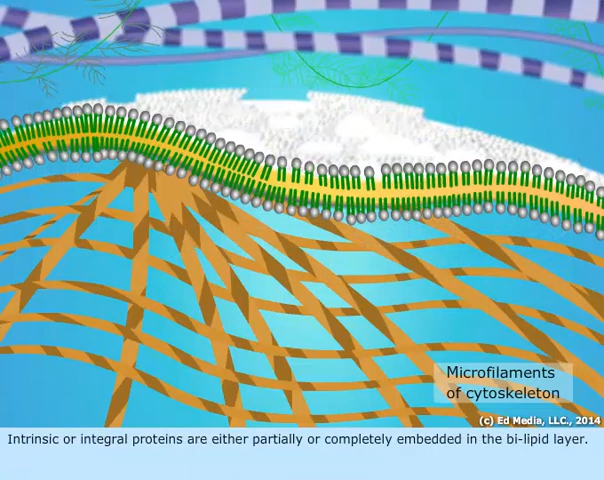 Microfilaments
of cytoskeleton
(c) Ed Media, LLC., 2014
Intrinsic or integral proteins are either partially or completely embedded in the bi-lipid layer.